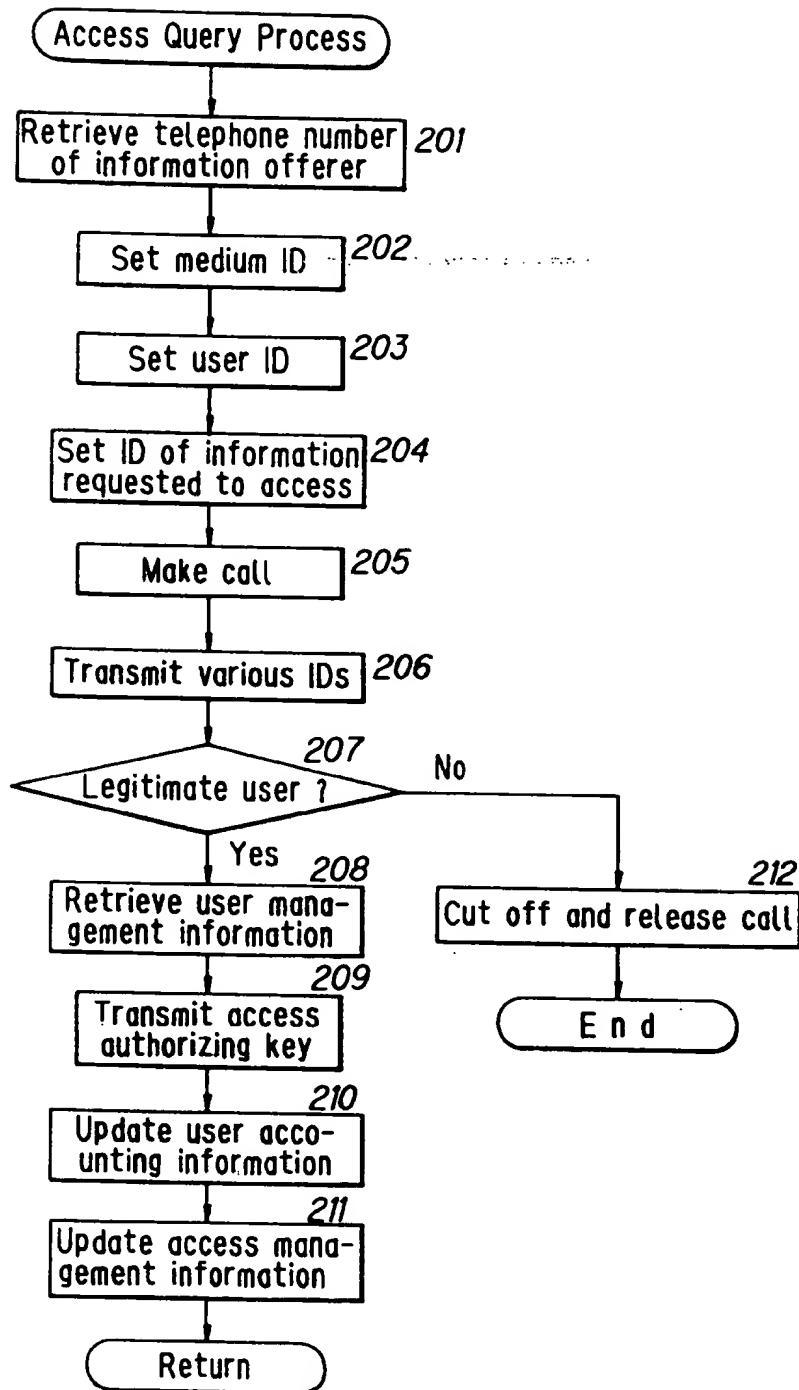 Access Query Process
Retrieve telephone number 201
of information offerer
Set medium ID 202
Set user ID 203
Set ID of information 204
requested to access
Make call 205
Transmit various IDs 206
207
Legitimate user ?
No
Yes
208
Retrieve user mana-
gement information
212
Cut off and release call
209
Transmit access
authorizing key
End
210
Update user acco-
unting information
211
Update access mana-
gement information
Return